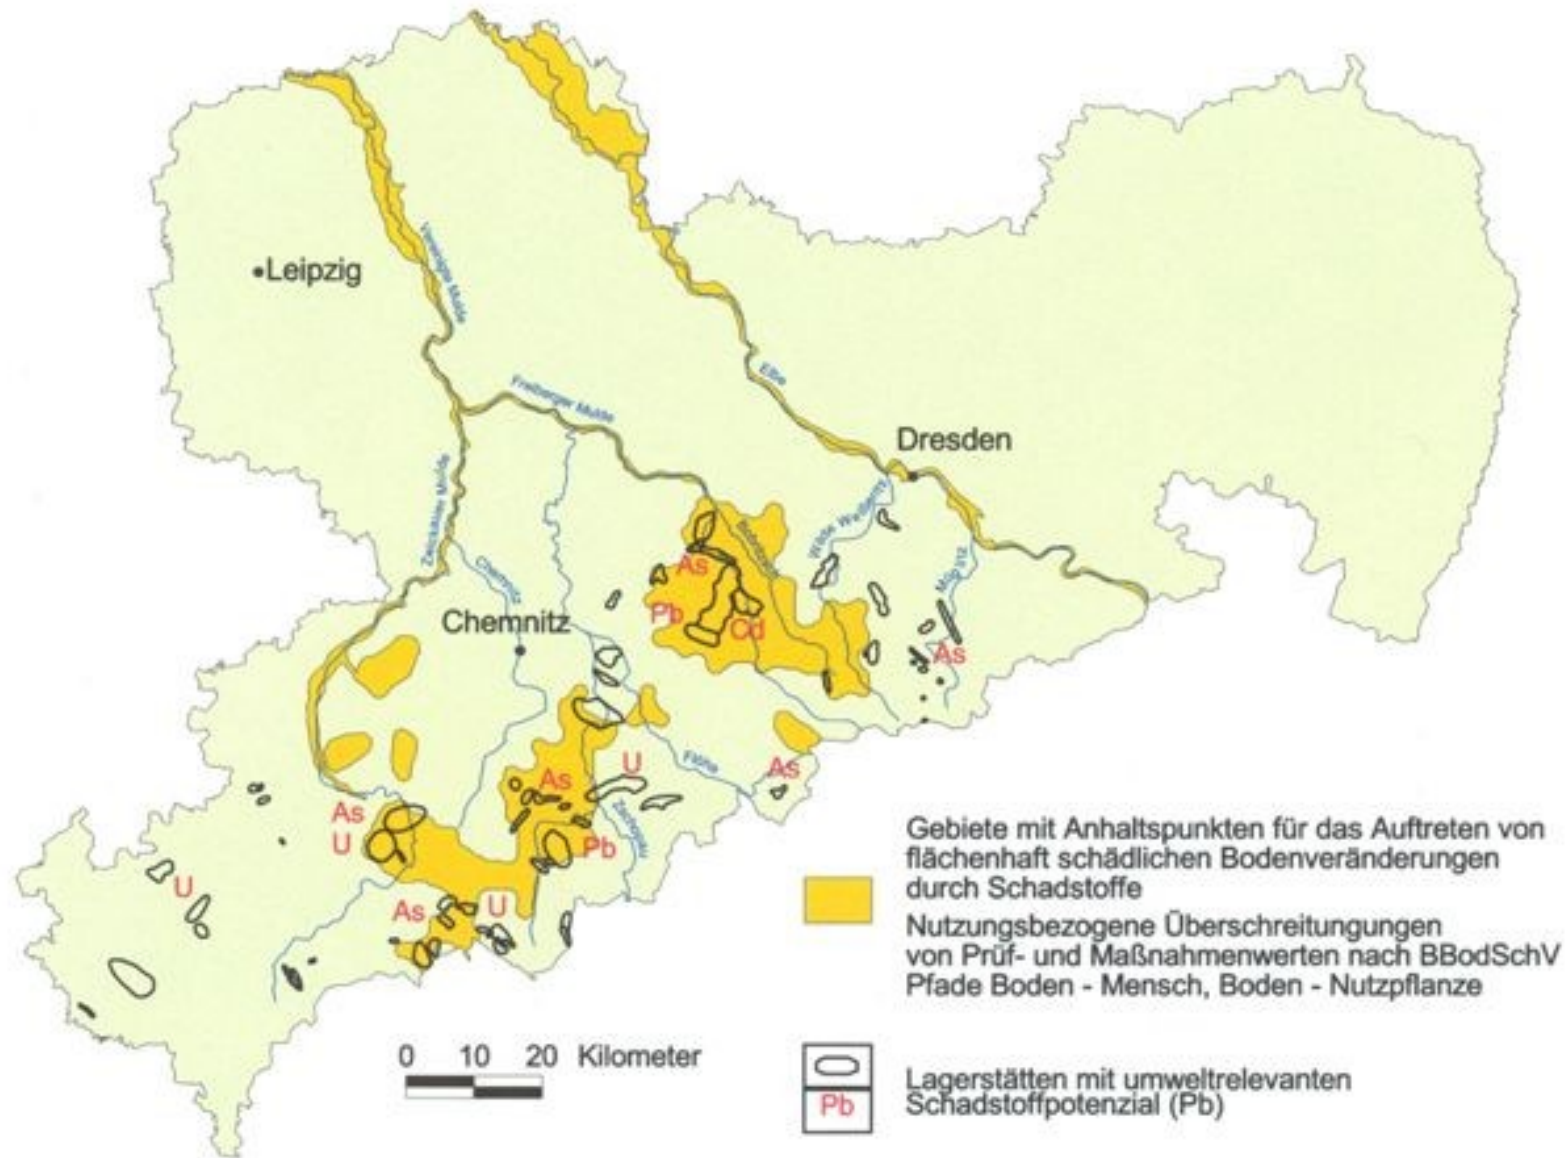 Vereinigte Mulde
Leipzig
Elbe
Freiberger Mulde
Dresden
Zwickauer Mulde
Wilde Weißeritz
Bobritzsch
Müglitz
Chemnitz
As
Chemnitz
Pb
Cd
As
Flöhe
U
As
As
Zschopau
As
U
Pb
U
As
U
Gebiete mit Anhaltspunkten für das Auftreten von
flächenhaft schädlichen Bodenveränderungen
durch Schadstoffe
Nutzungsbezogene Überschreitungungen
von Prüf- und Maßnahmenwerten nach BBodSchV
Pfade Boden - Mensch, Boden - Nutzpflanze
0 10 20 Kilometer
Lagerstätten mit umweltrelevanten
Pb
Schadstoffpotenzial (Pb)